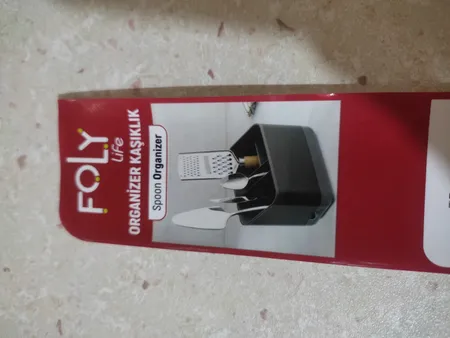 FOLY
Life
ORGANİZER KAŞIKLIK
Spoon Organizer